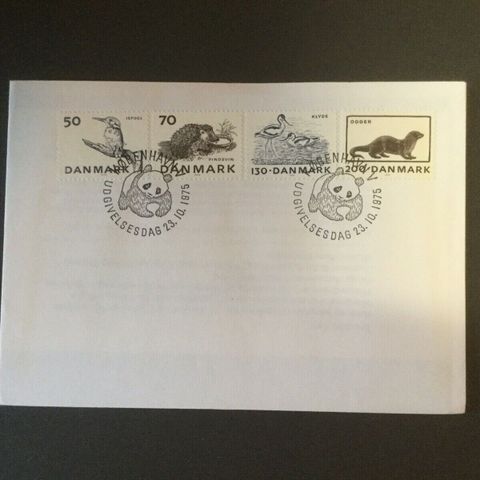 50 ISFUGL
DANMARK
70
PINDSVIN
DANMARK
KLYDE
130·DANMARK
ODDER
200·DANMARK
KØBENHAVN V
UDGIVELSESDAG 23.10.1975
KØBENHAVN V
UDGIVELSESDAG 23.10.1975